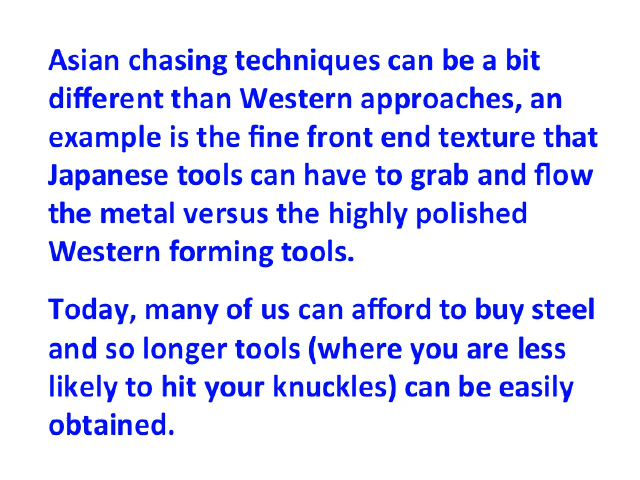 Asian chasing techniques can be a bit
different than Western approaches, an
example is the fine front end texture that
Japanese tools can have to grab and flow
the metal versus the highly polished
Western forming tools.
Today, many of us can afford to buy steel
and so longer tools (where you are less
likely to hit your knuckles) can be easily
obtained.